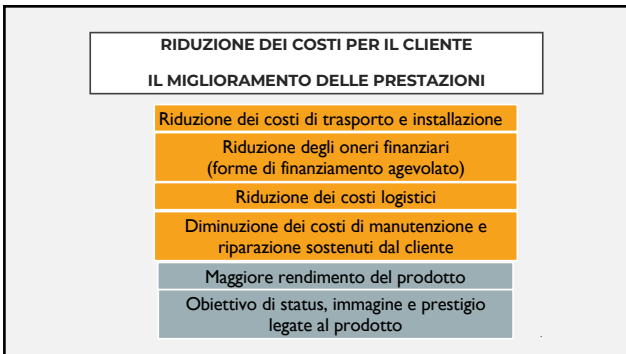 RIDUZIONE DEI COSTI PER IL CLIENTE
IL MIGLIORAMENTO DELLE PRESTAZIONI
Riduzione dei costi di trasporto e installazione
Riduzione degli oneri finanziari
(forme di finanziamento agevolato)
Riduzione dei costi logistici
Diminuzione dei costi di manutenzione e
riparazione sostenuti dal cliente
Maggiore rendimento del prodotto
Obiettivo di status, immagine e prestigio
legate al prodotto